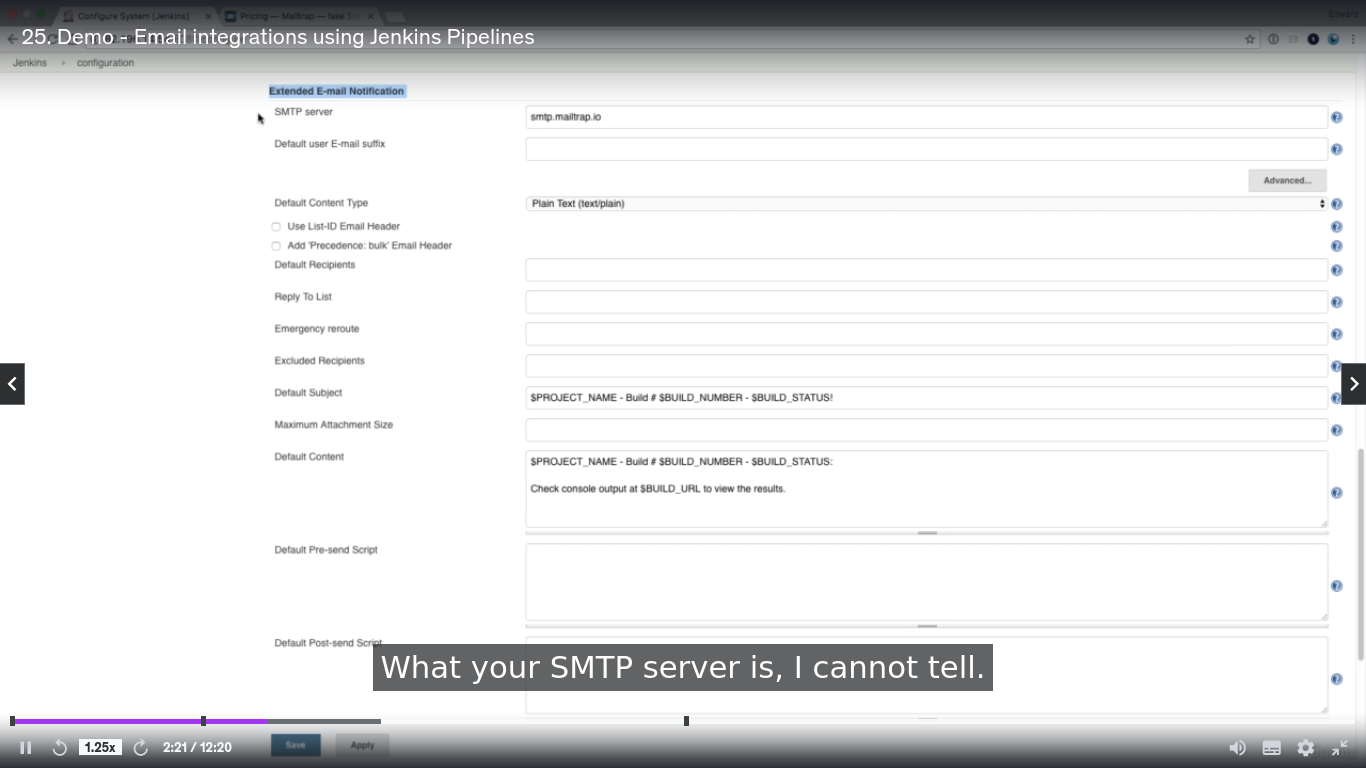 Configure System [Jenkins]
Pricing — Mailtrap — fake SM
Edward
25. Demo - Email integrations using Jenkins Pipelines
Jenkins › configuration
Extended E-mail Notification
SMTP server
smtp.mailtrap.io
Default user E-mail suffix
Advanced...
Default Content Type
Plain Text (text/plain)
Use List-ID Email Header
Add 'Precedence: bulk' Email Header
Default Recipients
Reply To List
Emergency reroute
Excluded Recipients
Default Subject
$PROJECT_NAME - Build # $BUILD_NUMBER - $BUILD_STATUS!
Maximum Attachment Size
Default Content
$PROJECT_NAME - Build # $BUILD_NUMBER - $BUILD_STATUS:
Check console output at $BUILD_URL to view the results.
Default Pre-send Script
Default Post-send Script
What your SMTP server is, I cannot tell.
1.25x
2:21 / 12:20
Save
Apply